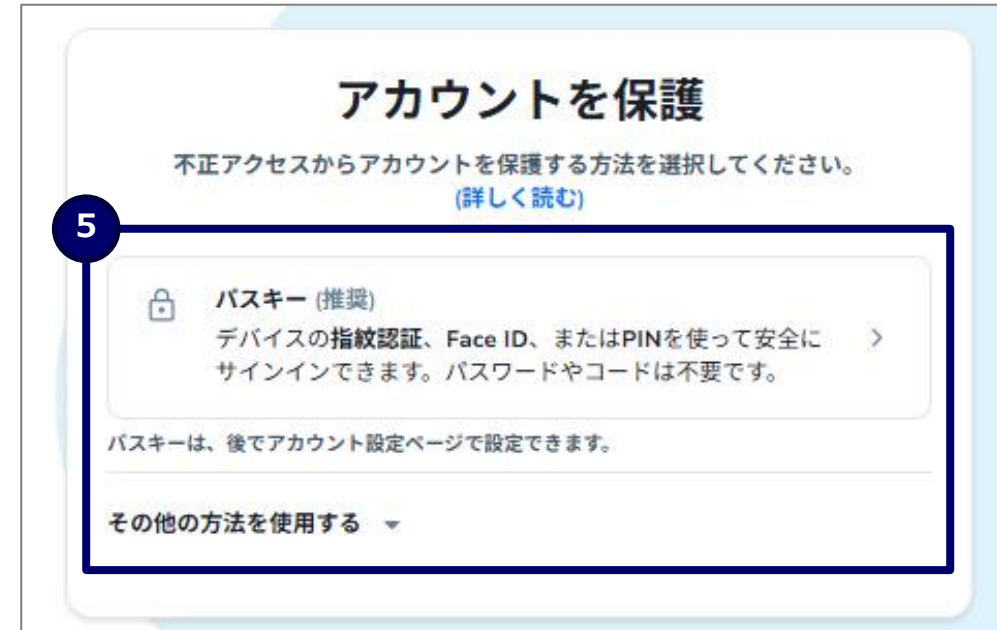 アカウントを保護
不正アクセスからアカウントを保護する方法を選択してください。
(詳しく読む)
5
パスキー (推奨)
デバイスの指紋認証、Face ID、またはPINを使って安全に
サインインできます。パスワードやコードは不要です。
パスキーは、後でアカウント設定ページで設定できます。
その他の方法を使用する